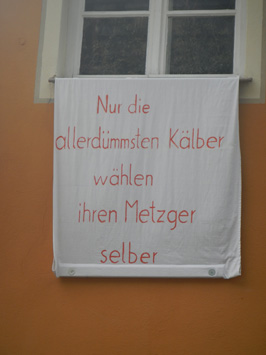 Nur die
allerdümmsten Kälber
wählen
ihren Metzger
selber